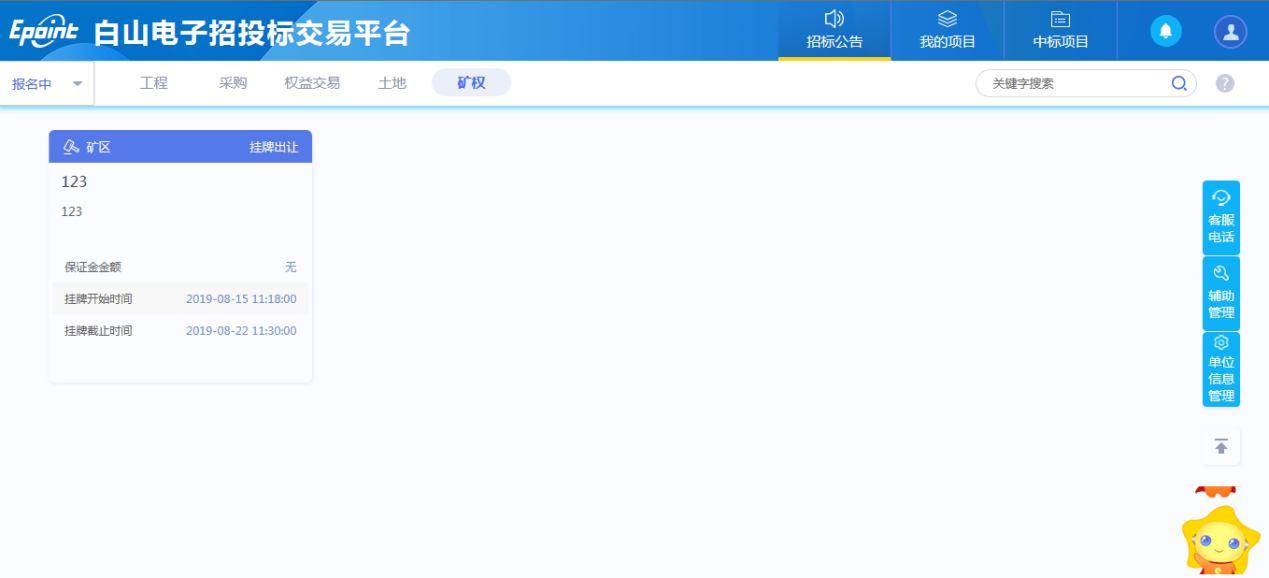 Epoint 白山电子招投标交易平台
招标公告
我的项目
中标项目
报名中
工程
采购
权益交易
土地
矿权
关键字搜索
?
矿区 挂牌出让
123
123
保证金金额 无
挂牌开始时间 2019-08-15 11:18:00
挂牌截止时间 2019-08-22 11:30:00
客服
电话
辅助
管理
单位
信息
管理